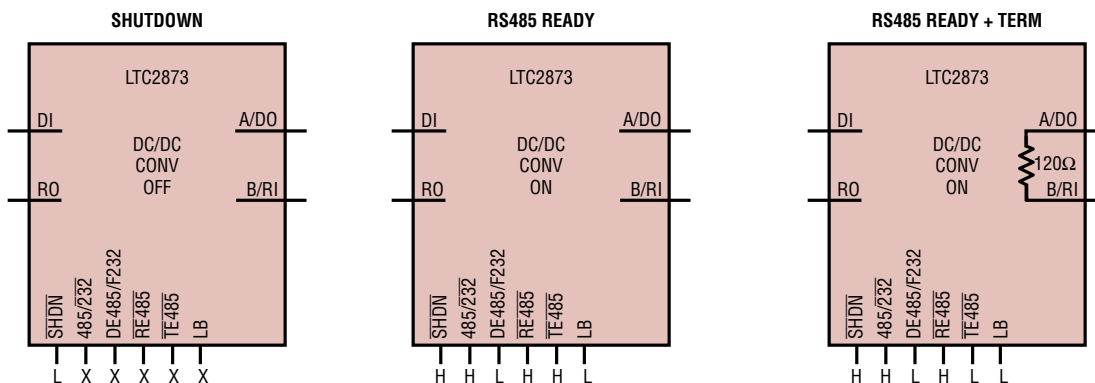 SHUTDOWN
LTC2873
DI
A/DO
DC/DC
CONV
OFF
RO
B/RI
SHDN
485/232
DE485/F232
RE485
TE485
LB
L X X X X X
RS485 READY
LTC2873
DI
A/DO
DC/DC
CONV
ON
RO
B/RI
SHDN
485/232
DE485/F232
RE485
TE485
LB
H H L H H L
RS485 READY + TERM
LTC2873
DI
A/DO
DC/DC
CONV
ON
120Ω
RO
B/RI
SHDN
485/232
DE485/F232
RE485
TE485
LB
H H L H L L